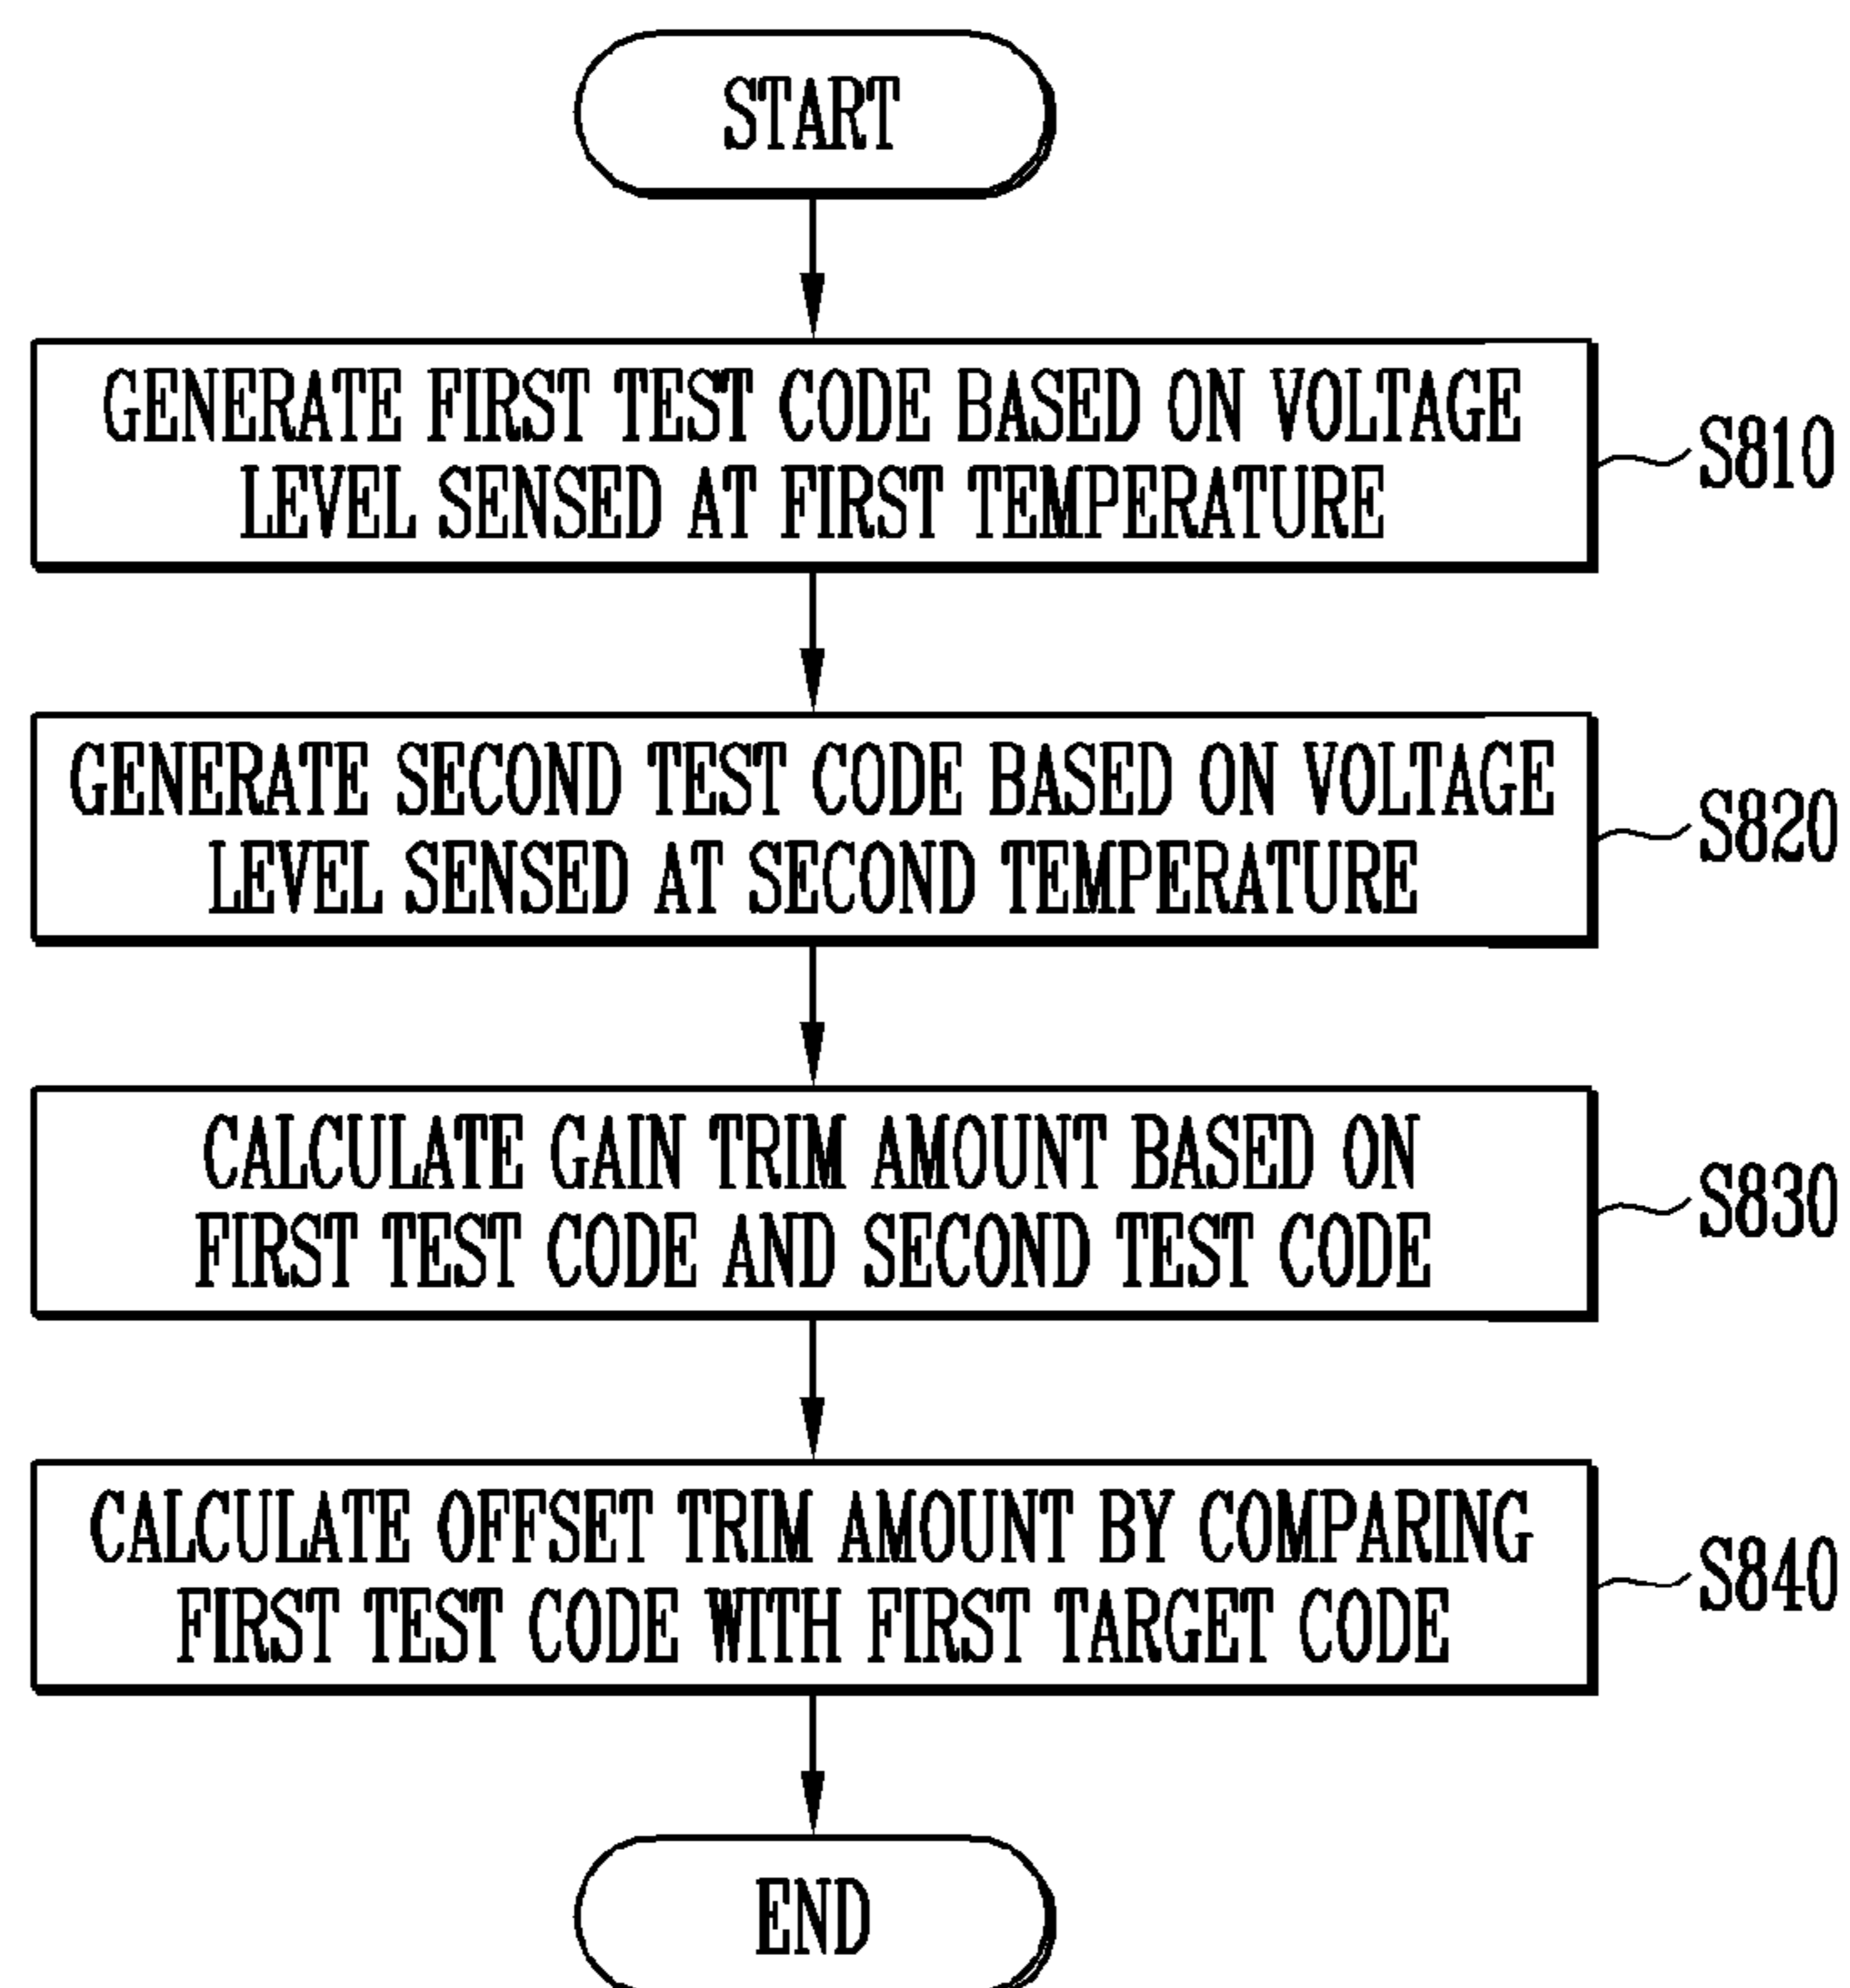 START
GENERATE FIRST TEST CODE BASED ON VOLTAGE
LEVEL SENSED AT FIRST TEMPERATURE
S810
GENERATE SECOND TEST CODE BASED ON VOLTAGE
LEVEL SENSED AT SECOND TEMPERATURE
S820
CALCULATE GAIN TRIM AMOUNT BASED ON
FIRST TEST CODE AND SECOND TEST CODE
S830
CALCULATE OFFSET TRIM AMOUNT BY COMPARING
FIRST TEST CODE WITH FIRST TARGET CODE
S840
END